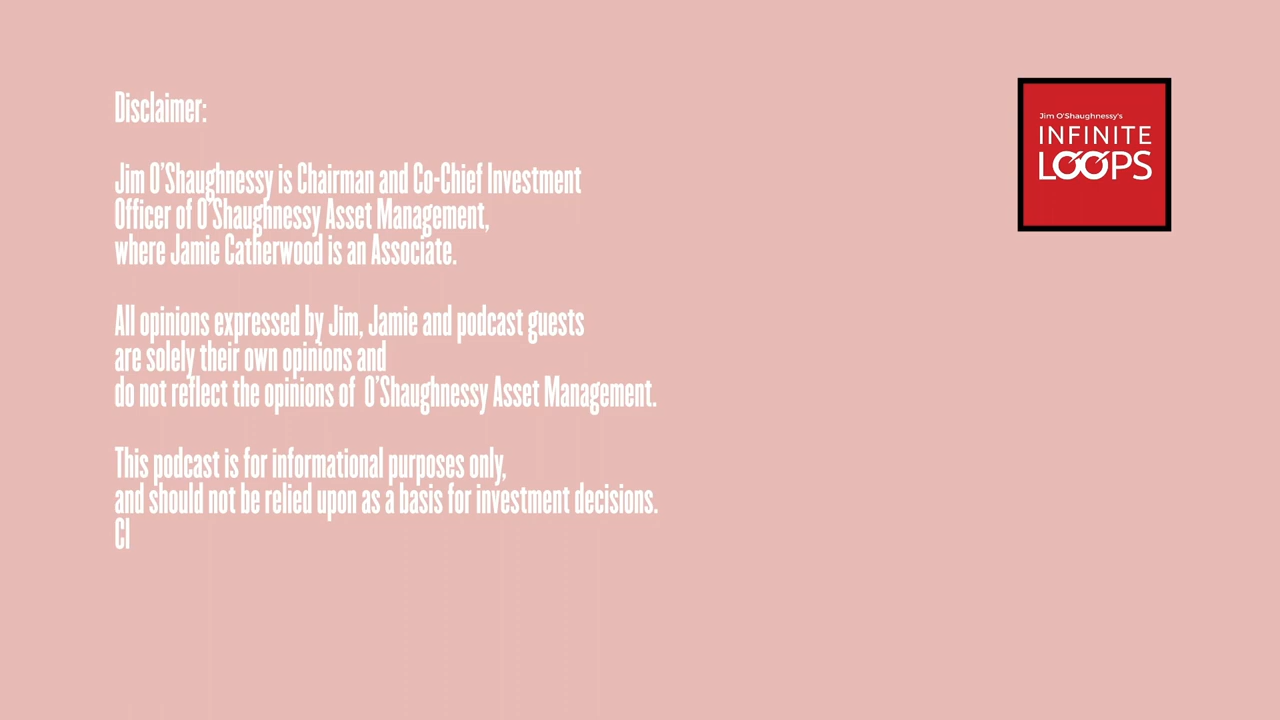 Disclaimer:
Jim O'Shaughnessy is Chairman and Co-Chief Investment
Officer of O'Shaughnessy Asset Management,
where Jamie Catherwood is an Associate.
All opinions expressed by Jim, Jamie and podcast guests
are solely their own opinions and
do not reflect the opinions of  O'Shaughnessy Asset Management.
This podcast is for informational purposes only,
and should not be relied upon as a basis for investment decisions.
Cl
Jim O'Shaughnessy's
INFINITE
LOOPS